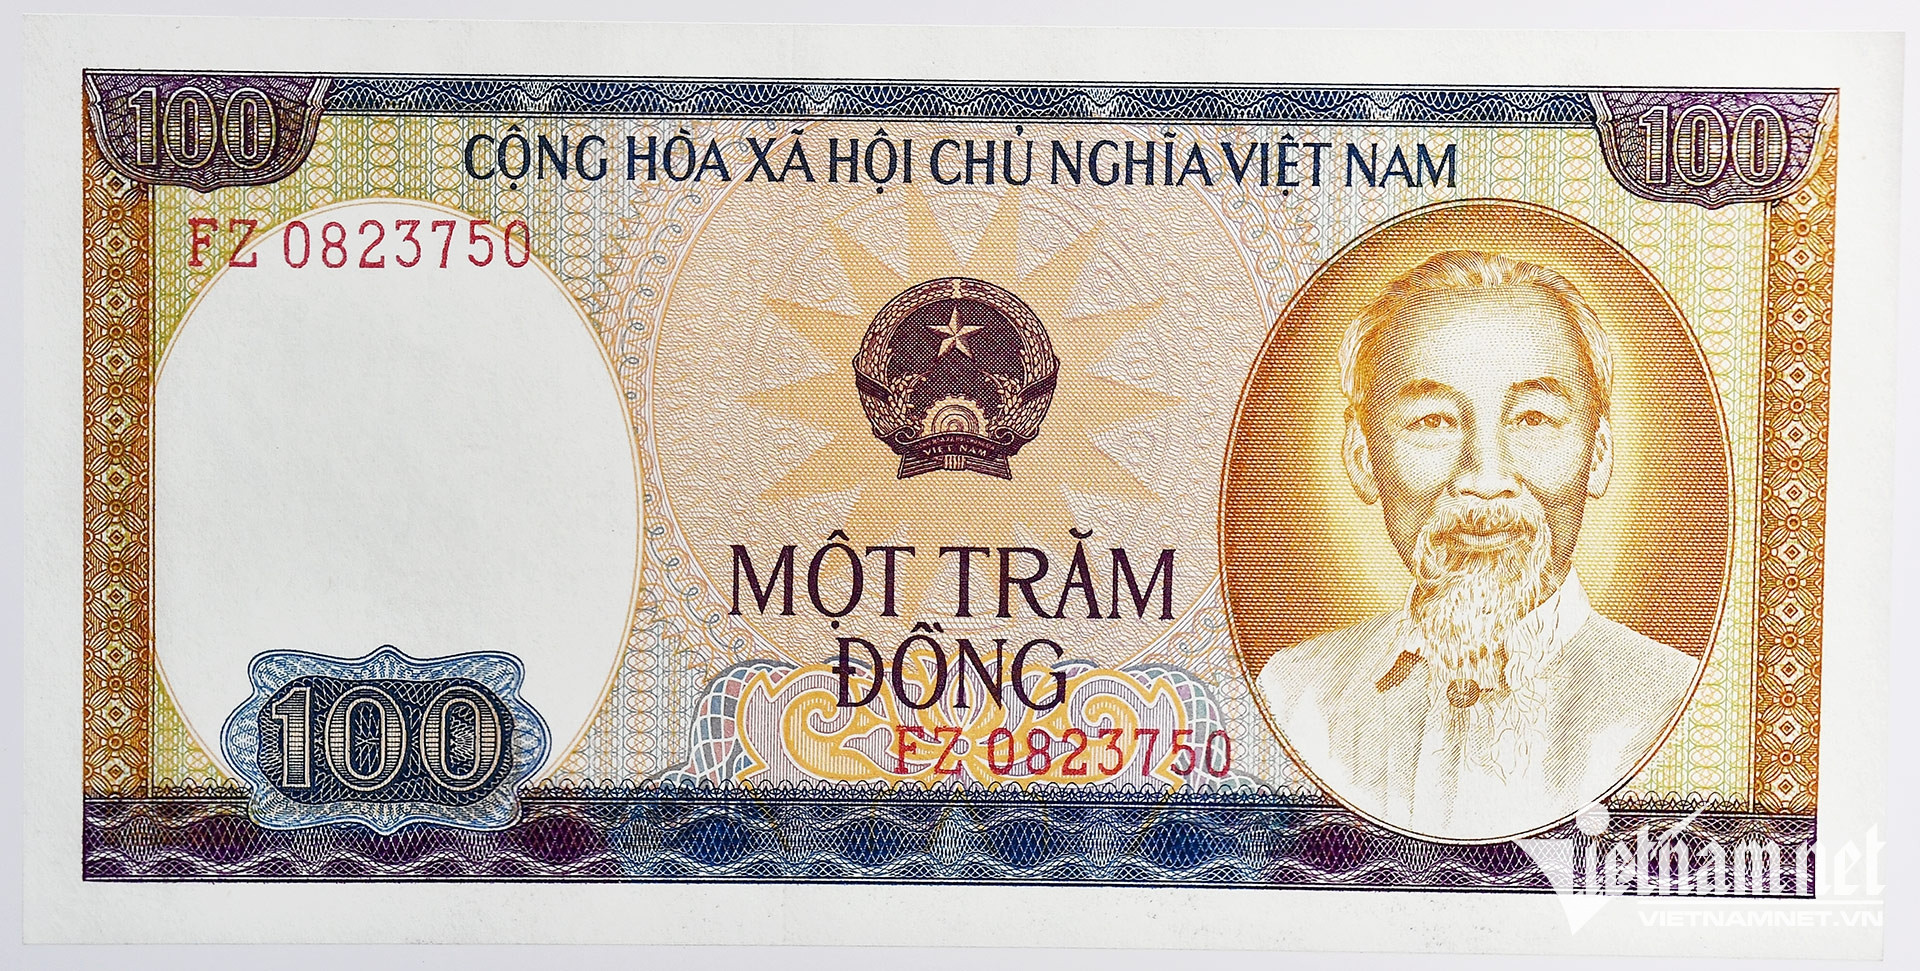 100
100
CỘNG HÒA XÃ HỘI CHỦ NGHĨA VIỆT NAM
FZ 0823750
VIỆT NAM
MỘT TRĂM
ĐỒNG
100
FZ 0823750
Vietnamnet
VIETNAMNET.VN